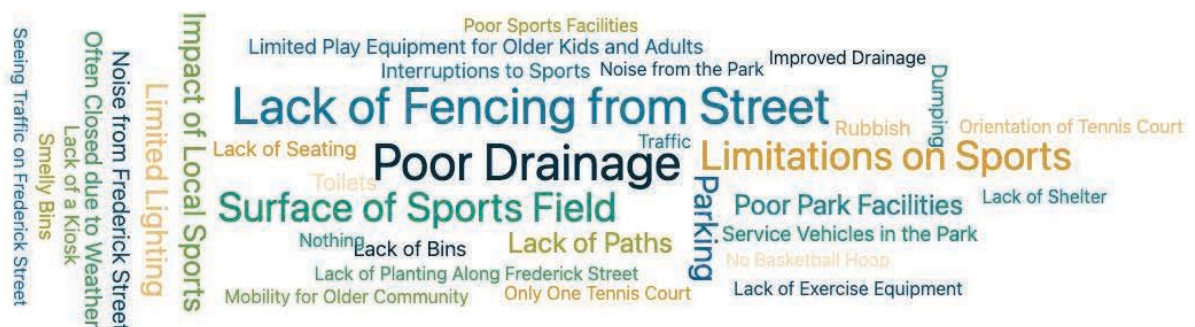 Seeing Traffic on Frederick Street
Smelly Bins
Lack of a Kiosk
Often Closed due to Weather
Noise from Frederick Street
Limited Lighting
Impact of Local Sports
Poor Sports Facilities
Limited Play Equipment for Older Kids and Adults
Improved Drainage
Interruptions to Sports
Noise from the Park
Dumping
Lack of Fencing from Street
Rubbish
Orientation of Tennis Court
Traffic
Lack of Seating
Poor Drainage
Limitations on Sports
Toilets
Parking
Surface of Sports Field
Poor Park Facilities
Lack of Shelter
Nothing
Lack of Bins
Lack of Paths
Service Vehicles in the Park
No Basketball Hoop
Lack of Planting Along Frederick Street
Mobility for Older Community
Only One Tennis Court
Lack of Exercise Equipment